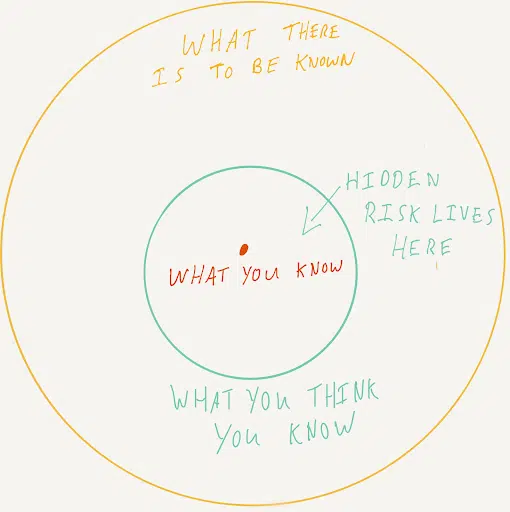 WHAT THERE
IS TO BE KNOWN
HIDDEN
RISK LIVES
HERE
WHAT YOU KNOW
WHAT YOU THINK
YOU KNOW